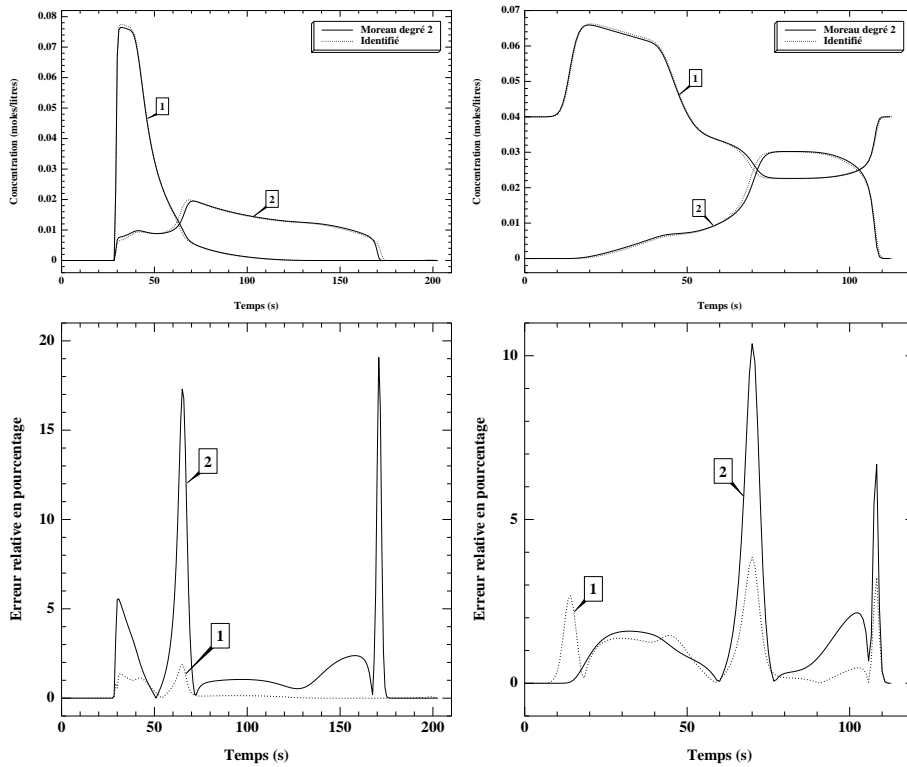 0.08
0.07
0.06
0.05
0.04
0.03
0.02
0.01
0
Concentration (moles/litres)
Moreau degré 2
Identifié
1
2
0 50 100 150 200
Temps (s)
0.07
0.06
0.05
0.04
0.03
0.02
0.01
0.00
Concentration (moles/litres)
Moreau degré 2
Identifié
1
2
0 50 100
Temps (s)
20
15
10
5
0
Erreur relative en pourcentage
2
1
0 50 100 150 200
Temps (s)
10
5
0
Erreur relative en pourcentage
2
1
0 50 100
Temps (s)